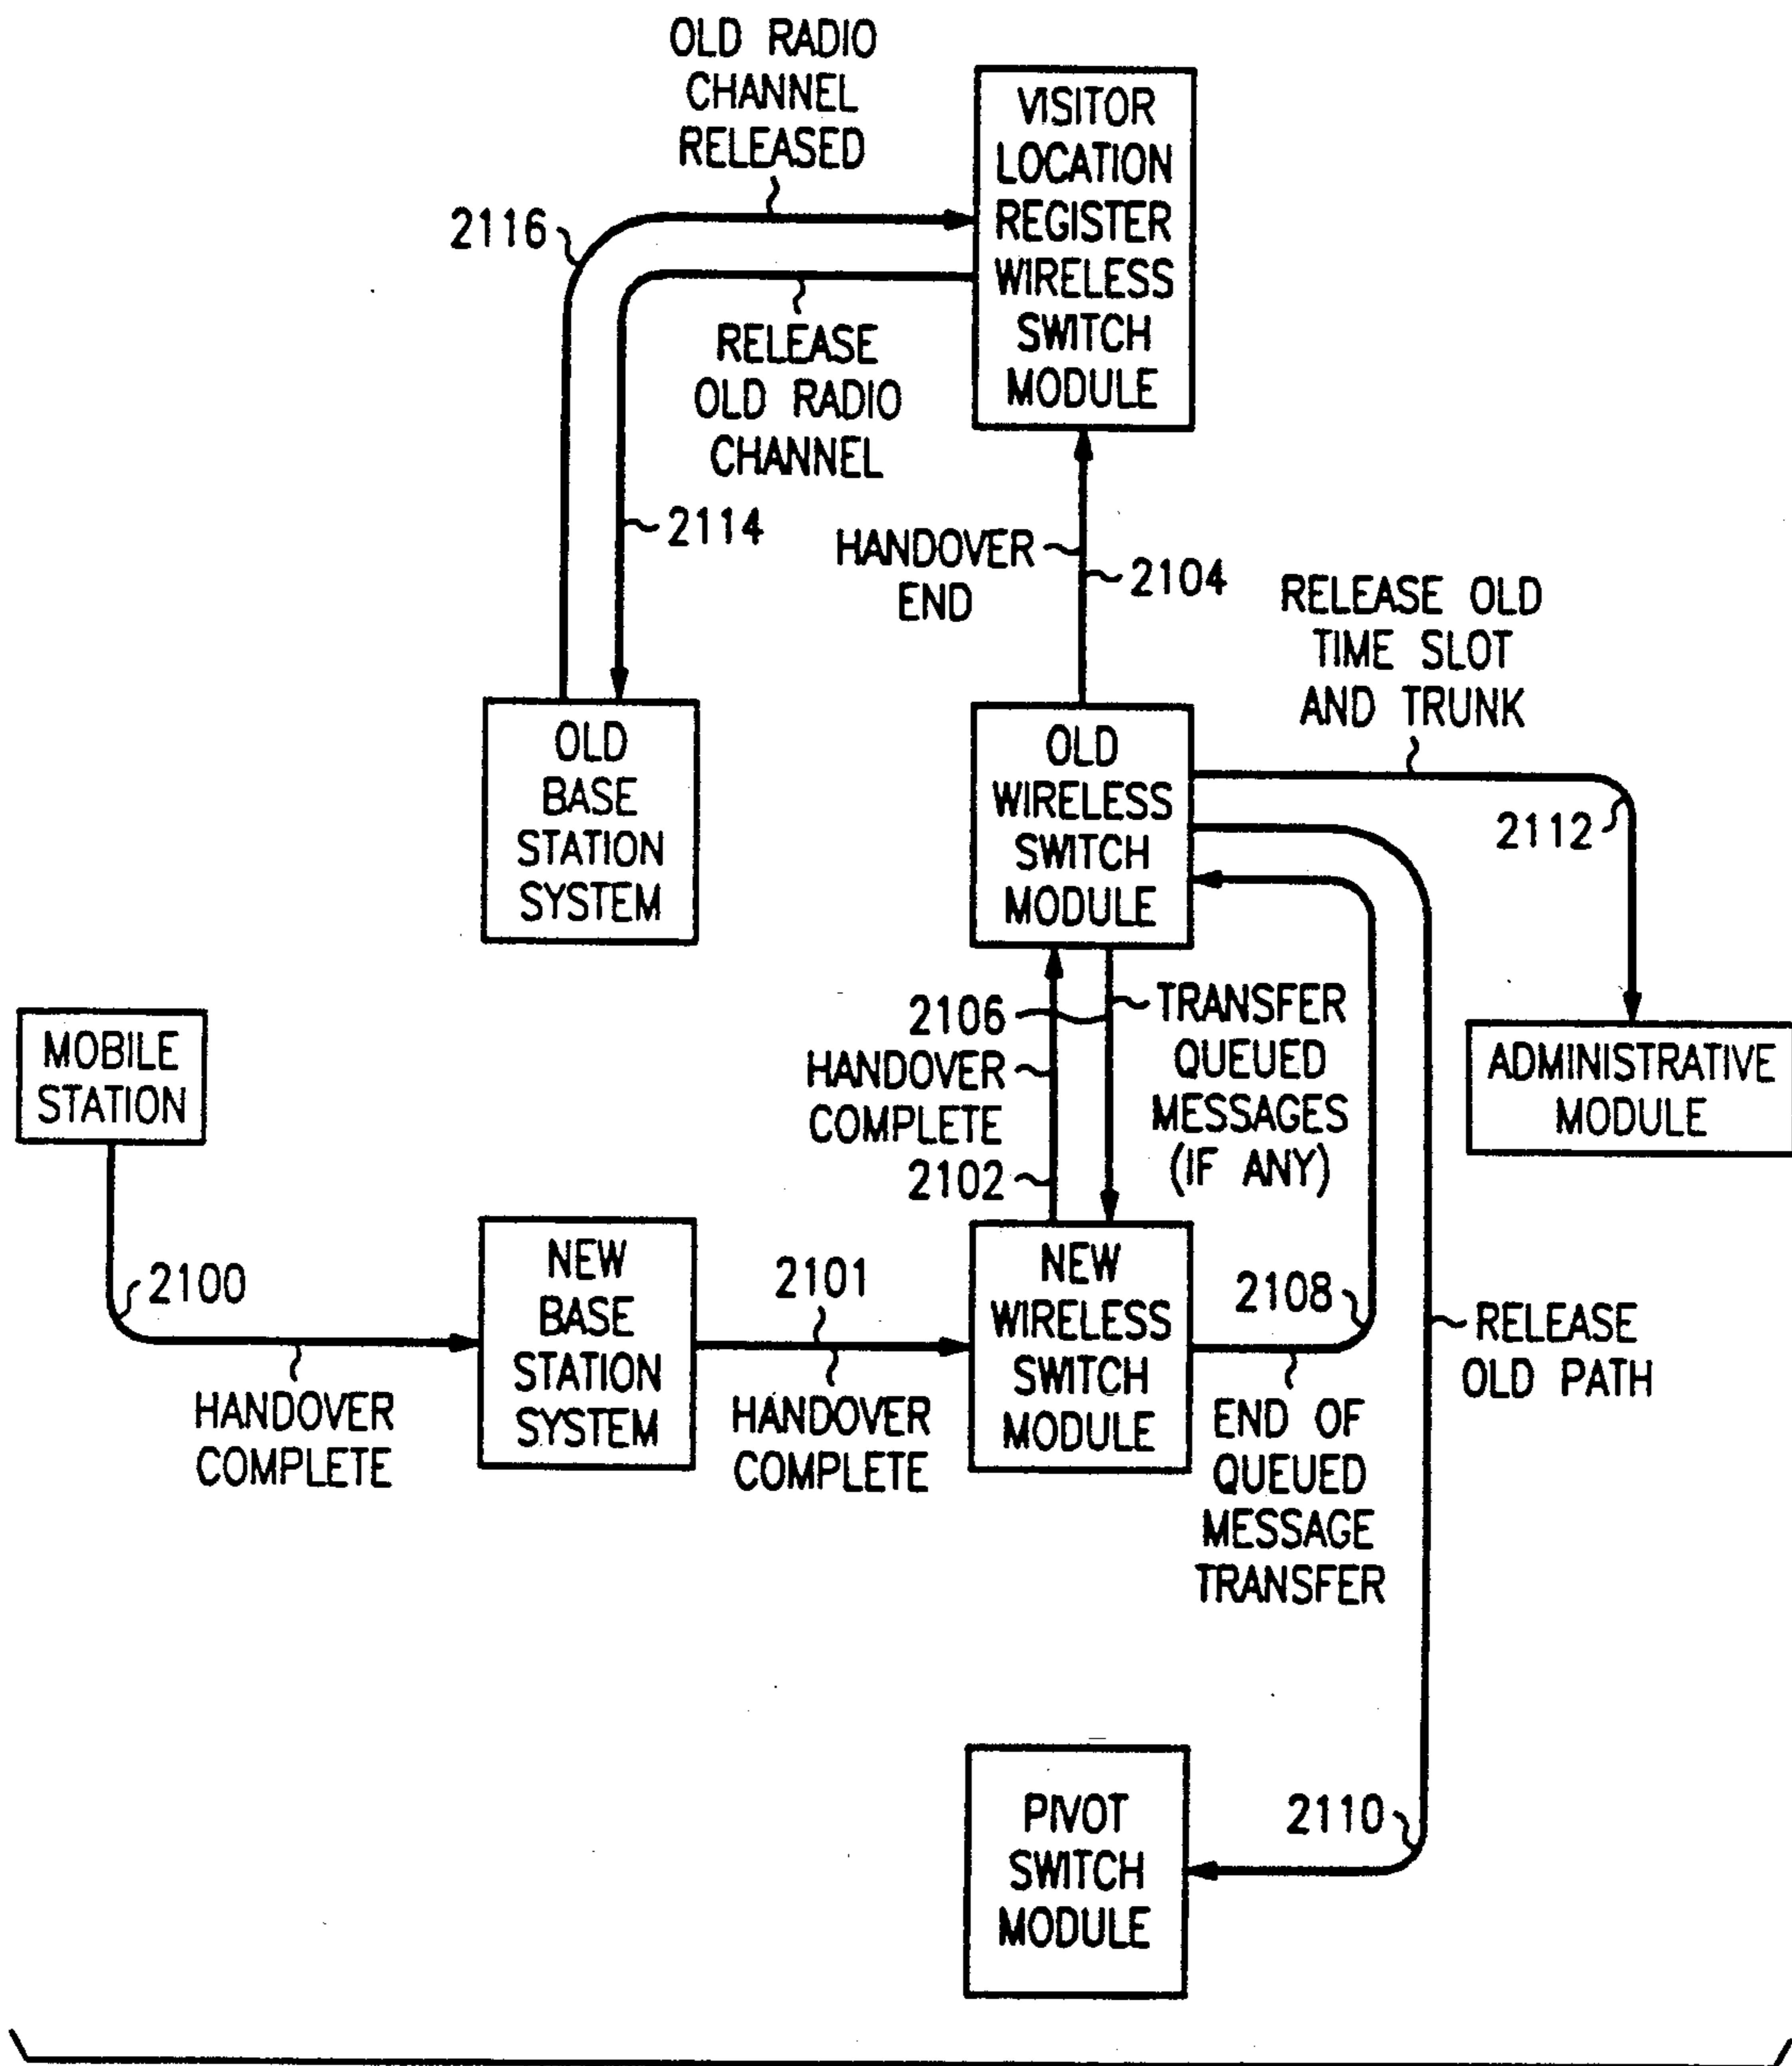 OLD RADIO
CHANNEL
RELEASED
VISITOR
LOCATION
REGISTER
WIRELESS
SWITCH
MODULE
2116
RELEASE
OLD RADIO
CHANNEL
2114
HANDOVER
END
2104
RELEASE OLD
TIME SLOT
AND TRUNK
OLD
BASE
STATION
SYSTEM
OLD
WIRELESS
SWITCH
MODULE
2112
MOBILE
STATION
2106
HANDOVER
COMPLETE
2102
TRANSFER
QUEUED
MESSAGES
(IF ANY)
ADMINISTRATIVE
MODULE
2100
HANDOVER
COMPLETE
NEW
BASE
STATION
SYSTEM
2101
HANDOVER
COMPLETE
NEW
WIRELESS
SWITCH
MODULE
2108
END OF
QUEUED
MESSAGE
TRANSFER
RELEASE
OLD PATH
PIVOT
SWITCH
MODULE
2110